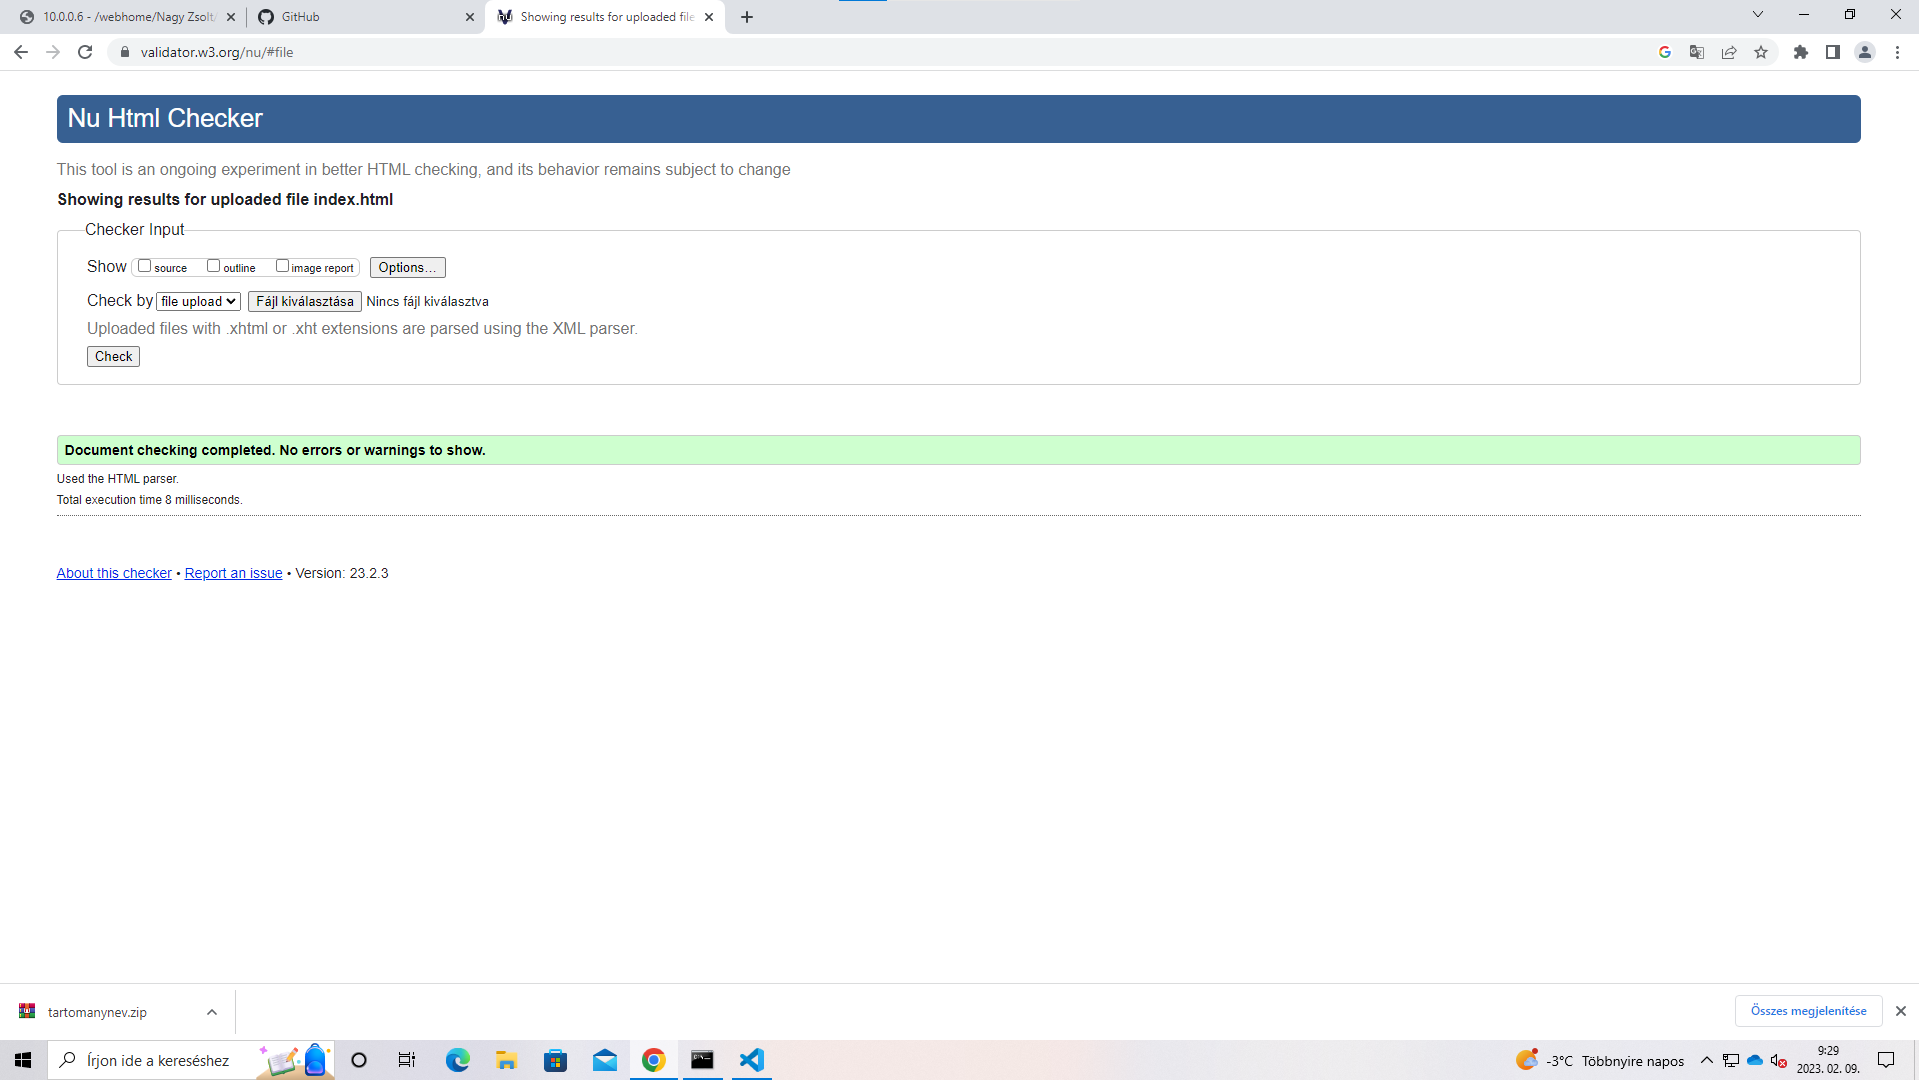 10.0.0.6 - /webhome/Nagy Zsolt/
GitHub
Showing results for uploaded file
validator.w3.org/nu/#file
Nu Html Checker
This tool is an ongoing experiment in better HTML checking, and its behavior remains subject to change
Showing results for uploaded file index.html
Checker Input
Show source outline image report Options...
Check by file upload Fájl kiválasztása Nincs fájl kiválasztva
Uploaded files with .xhtml or .xht extensions are parsed using the XML parser.
Check
Document checking completed. No errors or warnings to show.
Used the HTML parser.
Total execution time 8 milliseconds.
About this checker • Report an issue • Version: 23.2.3
tartomanynev.zip
Összes megjelenítése
Írjon ide a kereséshez
-3°C Többnyire napos
9:29
2023. 02. 09.